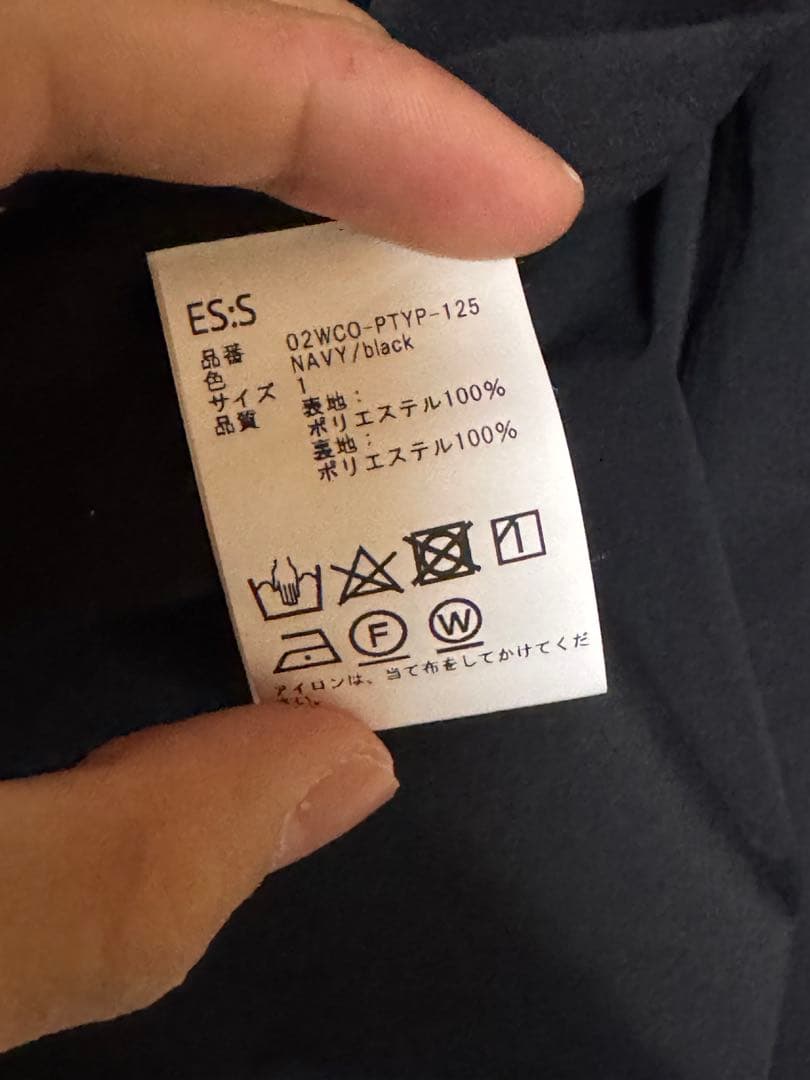 ES:S
品番 02WCO-PTYP-125
色 NAVY/black
サイズ 1
品質 表地:
ポリエステル100%
裏地:
ポリエステル100%
F W
アイロンは、当て布をしてかけてくだ
さい。